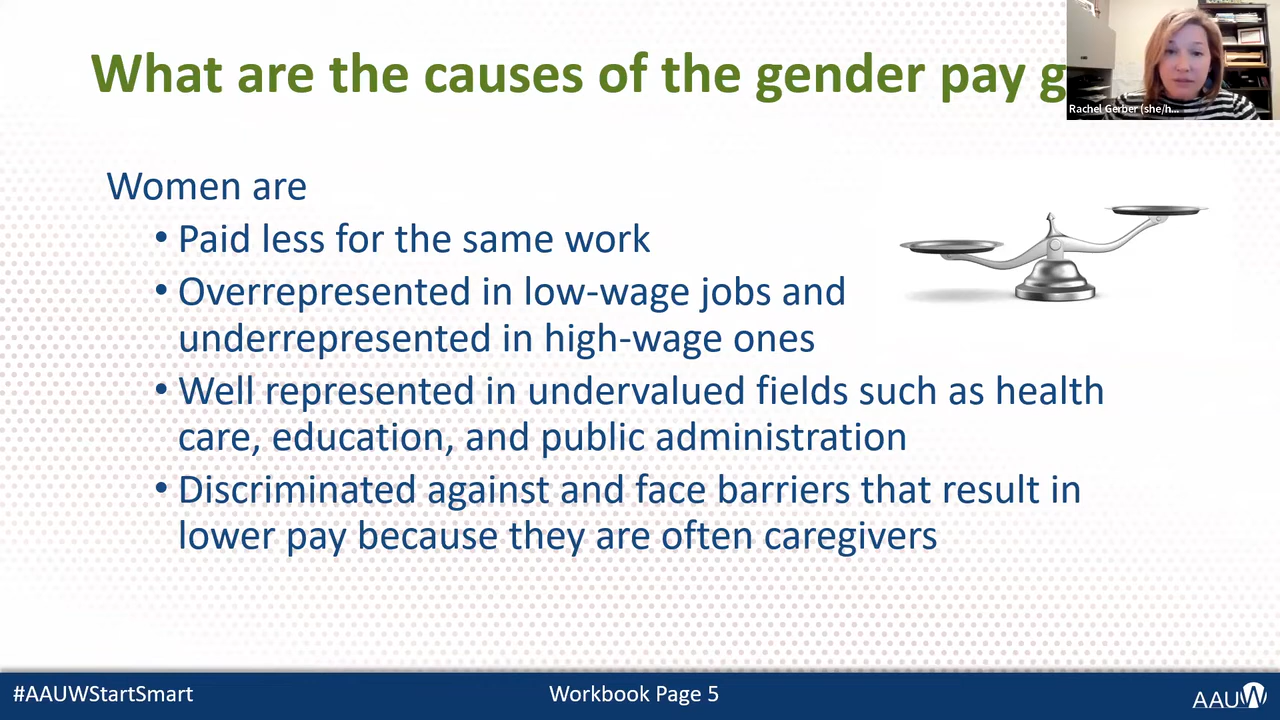 What are the causes of the gender pay g
Rachel Gerber (she/h...
Women are
• Paid less for the same work
• Overrepresented in low-wage jobs and
underrepresented in high-wage ones
• Well represented in undervalued fields such as health
care, education, and public administration
• Discriminated against and face barriers that result in
lower pay because they are often caregivers
#AAUWStartSmart
Workbook Page 5
AAUW